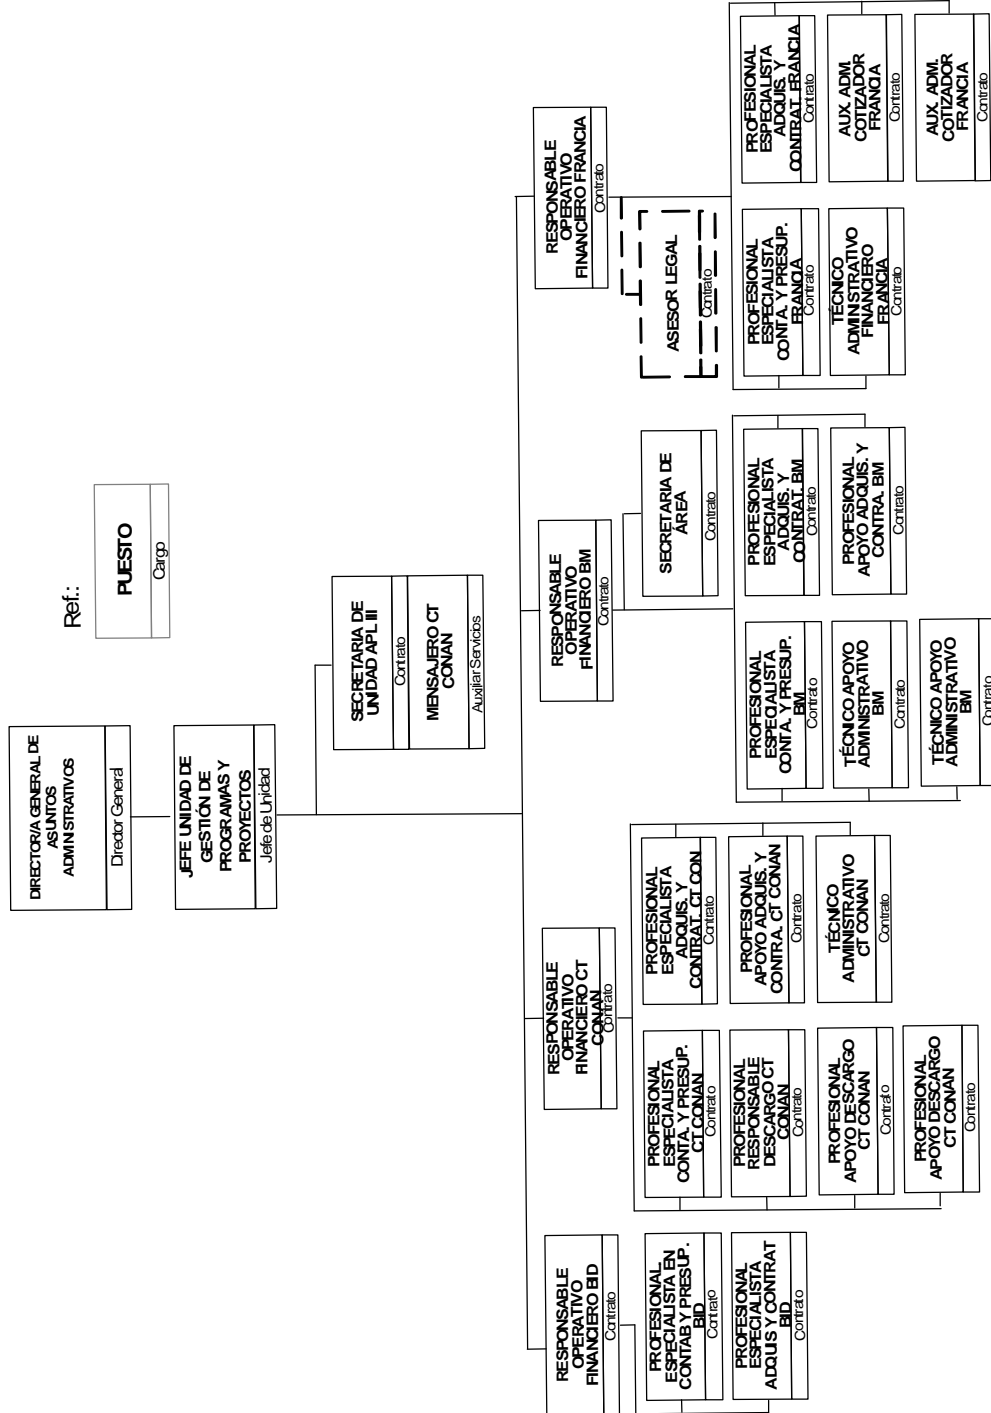 Ref.:
PUESTO
Cargo
DIRECTOR/A GENERAL DE
ASUNTOS
ADMINISTRATIVOS
Director General
JEFE UNIDAD DE
GESTIÓN DE
PROGRAMAS Y
PROYECTOS
Jefe de Unidad
SECRETARIA DE
UNIDAD APL III
Contrato
MENSAJERO CT
CONAN
Auxiliar Servicios
RESPONSABLE
OPERATIVO
FINANCIERO BID
Contrato
PROFESIONAL
ESPECIALISTA EN
CONTAB Y PRESUP.
BID
Contrato
PROFESIONAL
ESPECIALISTA
ADQUIS Y CONTRAT
BID
Contrato
RESPONSABLE
OPERATIVO
FINANCIERO CT
CONAN
Contrato
PROFESIONAL
ESPECIALISTA
CONTA. Y PRESUP.
CT CONAN
Contrato
PROFESIONAL
RESPONSABLE
DESCARGO CT
CONAN
Contrato
PROFESIONAL
APOYO DESCARGO
CT CONAN
Contrato
PROFESIONAL
APOYO DESCARGO
CT CONAN
Contrato
PROFESIONAL
ESPECIALISTA
ADQUIS. Y
CONTRAT. CT CON
Contrato
PROFESIONAL
APOYO ADQUIS. Y
CONTRA. CT CONAN
Contrato
TÉCNICO
ADMINISTRATIVO
CT CONAN
Contrato
RESPONSABLE
OPERATIVO
FINANCIERO BM
Contrato
SECRETARIA DE
ÁREA
Contrato
PROFESIONAL
ESPECIALISTA
CONTA. Y PRESUP.
BM
Contrato
TÉCNICO APOYO
ADMINISTRATIVO
BM
Contrato
TÉCNICO APOYO
ADMINISTRATIVO
BM
Contrato
PROFESIONAL
ESPECIALISTA
ADQUIS. Y
CONTRAT. BM
Contrato
PROFESIONAL
APOYO ADQUIS. Y
CONTRA. BM
Contrato
RESPONSABLE
OPERATIVO
FINANCIERO FRANCIA
Contrato
ASESOR LEGAL
Contrato
PROFESIONAL
ESPECIALISTA
CONTA. Y PRESUP.
FRANCIA
Contrato
TÉCNICO
ADMINISTRATIVO
FINANCIERO
FRANCIA
Contrato
PROFESIONAL
ESPECIALISTA
ADQUIS. Y
CONTRAT. FRANCIA
Contrato
AUX. ADM.
COTIZADOR
FRANCIA
Contrato
AUX. ADM.
COTIZADOR
FRANCIA
Contrato